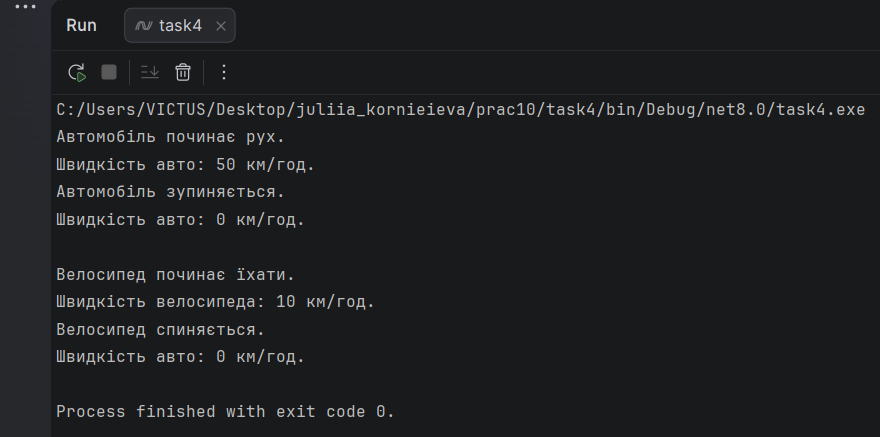 Run
task4
C:/Users/VICTUS/Desktop/juliia_kornieieva/prac10/task4/bin/Debug/net8.0/task4.exe
Автомобіль починає рух.
Швидкість авто: 50 км/год.
Автомобіль зупиняється.
Швидкість авто: 0 км/год.
Велосипед починає їхати.
Швидкість велосипеда: 10 км/год.
Велосипед спиняється.
Швидкість авто: 0 км/год.
Process finished with exit code 0.